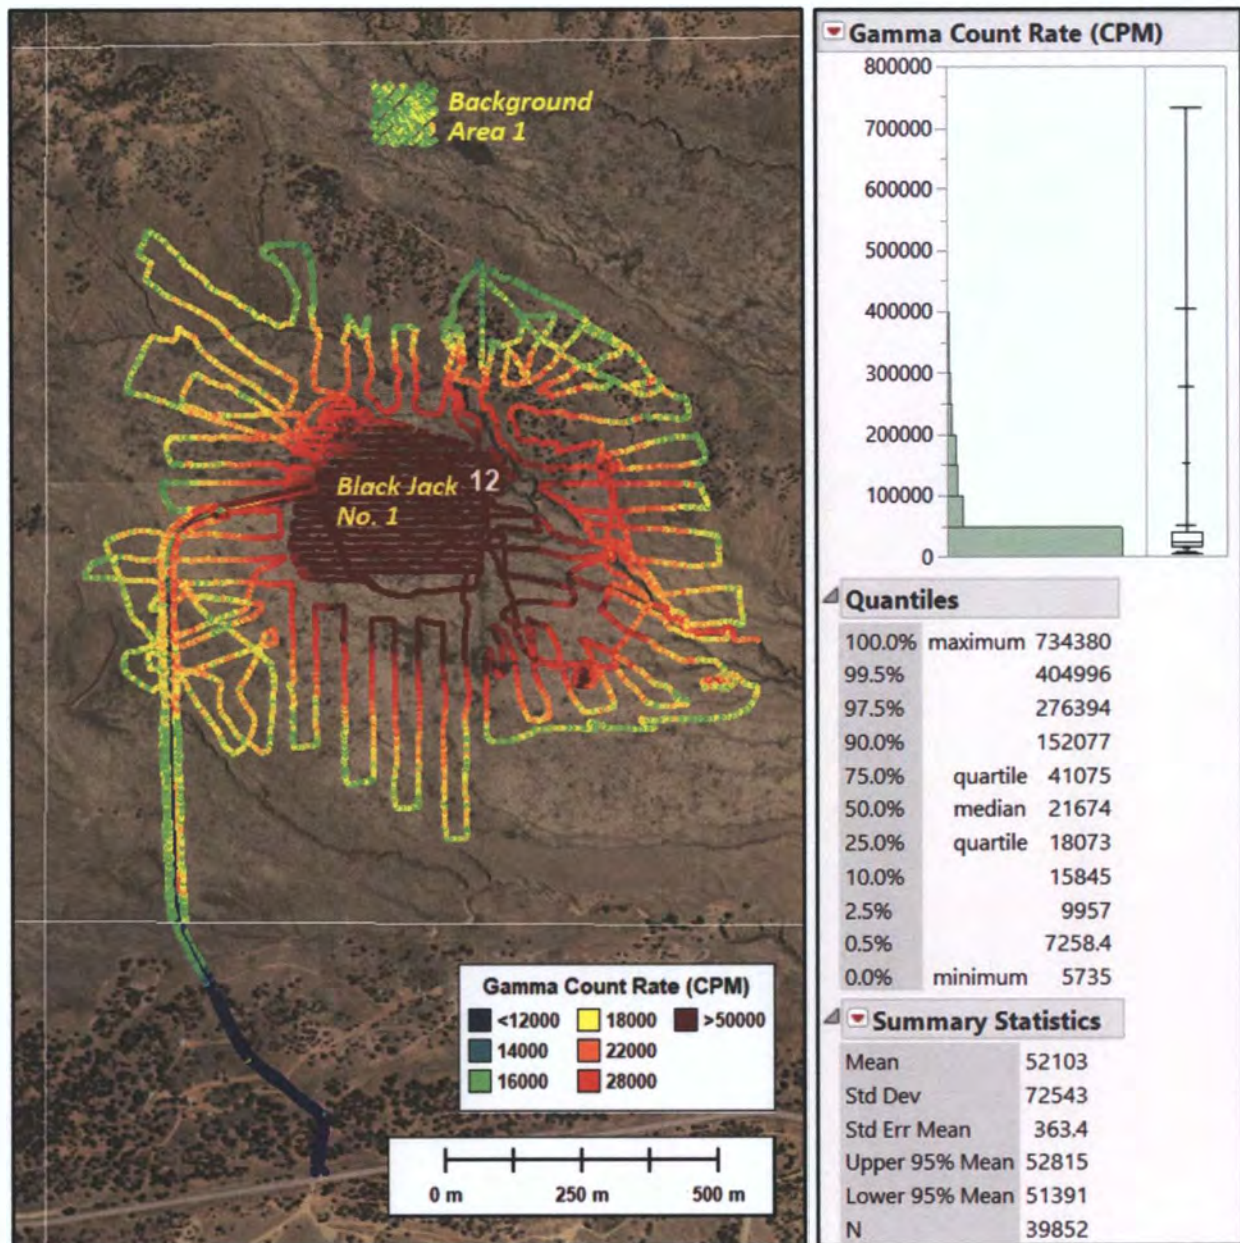 Background
Area 1
Black Jack 12
No. 1
Gamma Count Rate (CPM)
<12000 18000 >50000
14000 22000
16000 28000
0 m 250 m 500 m
Gamma Count Rate (CPM)
800000
700000
600000
500000
400000
300000
200000
100000
0
Quantiles
100.0% maximum 734380
99.5% 404996
97.5% 276394
90.0% 152077
75.0% quartile 41075
50.0% median 21674
25.0% quartile 18073
10.0% 15845
2.5% 9957
0.5% 7258.4
0.0% minimum 5735
Summary Statistics
Mean 52103
Std Dev 72543
Std Err Mean 363.4
Upper 95% Mean 52815
Lower 95% Mean 51391
N 39852